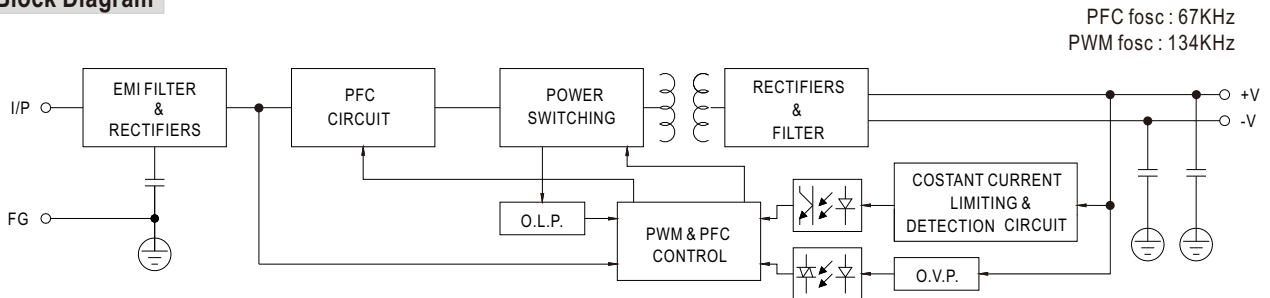 Block Diagram
PFC fosc : 67KHz
PWM fosc : 134KHz
I/P
EMI FILTER
&
RECTIFIERS
PFC
CIRCUIT
POWER
SWITCHING
RECTIFIERS
&
FILTER
+V
-V
FG
O.L.P.
PWM & PFC
CONTROL
COSTANT CURRENT
LIMITING &
DETECTION CIRCUIT
O.V.P.